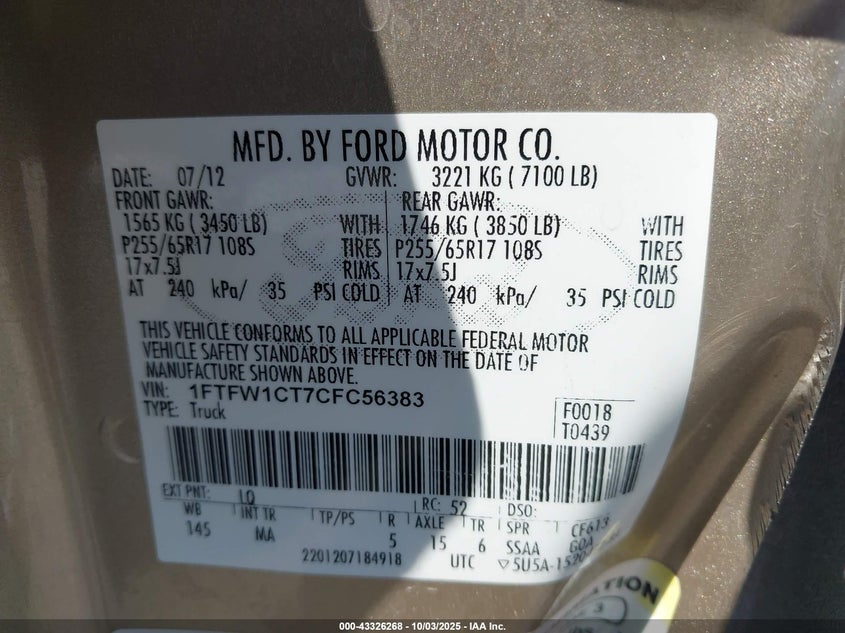 MFD. BY FORD MOTOR CO.
DATE: 07/12 GVWR: 3221 KG ( 7100 LB)
FRONT GAWR: REAR GAWR:
1565 KG ( 3450 LB) WITH 1746 KG ( 3850 LB) WITH
P255/65R17 108S TIRES P255/65R17 108S TIRES
17x7.5J RIMS 17x7.5J RIMS
AT 240 kPa/ 35 PSI COLD AT 240 kPa/ 35 PSI COLD
THIS VEHICLE CONFORMS TO ALL APPLICABLE FEDERAL MOTOR
VEHICLE SAFETY STANDARDS IN EFFECT ON THE DATE OF
MANUFACTURE SHOWN ABOVE.
VIN: 1FTFW1CT7CFC56383
TYPE: Truck
F0018
T0439
EXT PNT: LQ RC: 52 DSO:
WB INT TR TP/PS R AXLE TR SPR CF613
145 MA 5 15 6 SSAA GOA
2201207184918 UTC ▽5U5A-1520
3
000-43326268 - 10/03/2025 - IAA Inc.